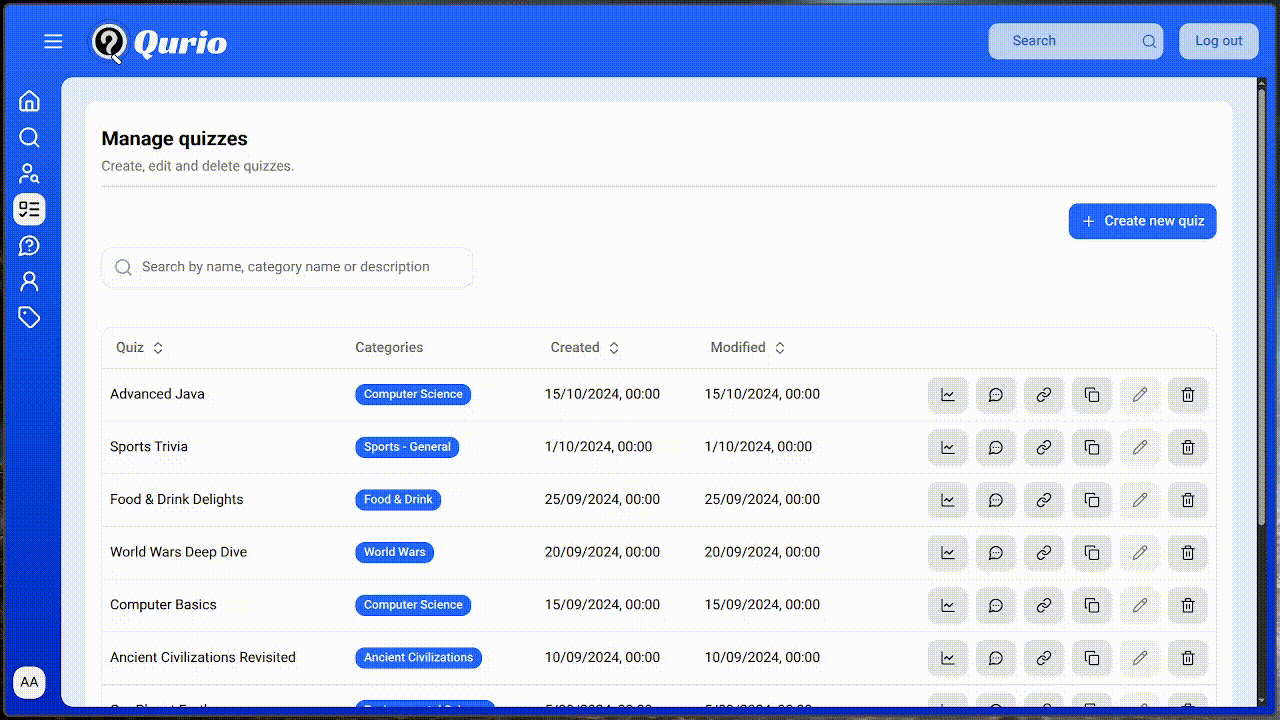 Qurio
Search
Log out
Manage quizzes
Create, edit and delete quizzes.
Create new quiz
Search by name, category name or description
Quiz Categories Created Modified
Advanced Java Computer Science 15/10/2024, 00:00 15/10/2024, 00:00
Sports Trivia Sports - General 1/10/2024, 00:00 1/10/2024, 00:00
Food & Drink Delights Food & Drink 25/09/2024, 00:00 25/09/2024, 00:00
World Wars Deep Dive World Wars 20/09/2024, 00:00 20/09/2024, 00:00
Computer Basics Computer Science 15/09/2024, 00:00 15/09/2024, 00:00
Ancient Civilizations Revisited Ancient Civilizations 10/09/2024, 00:00 10/09/2024, 00:00
AA